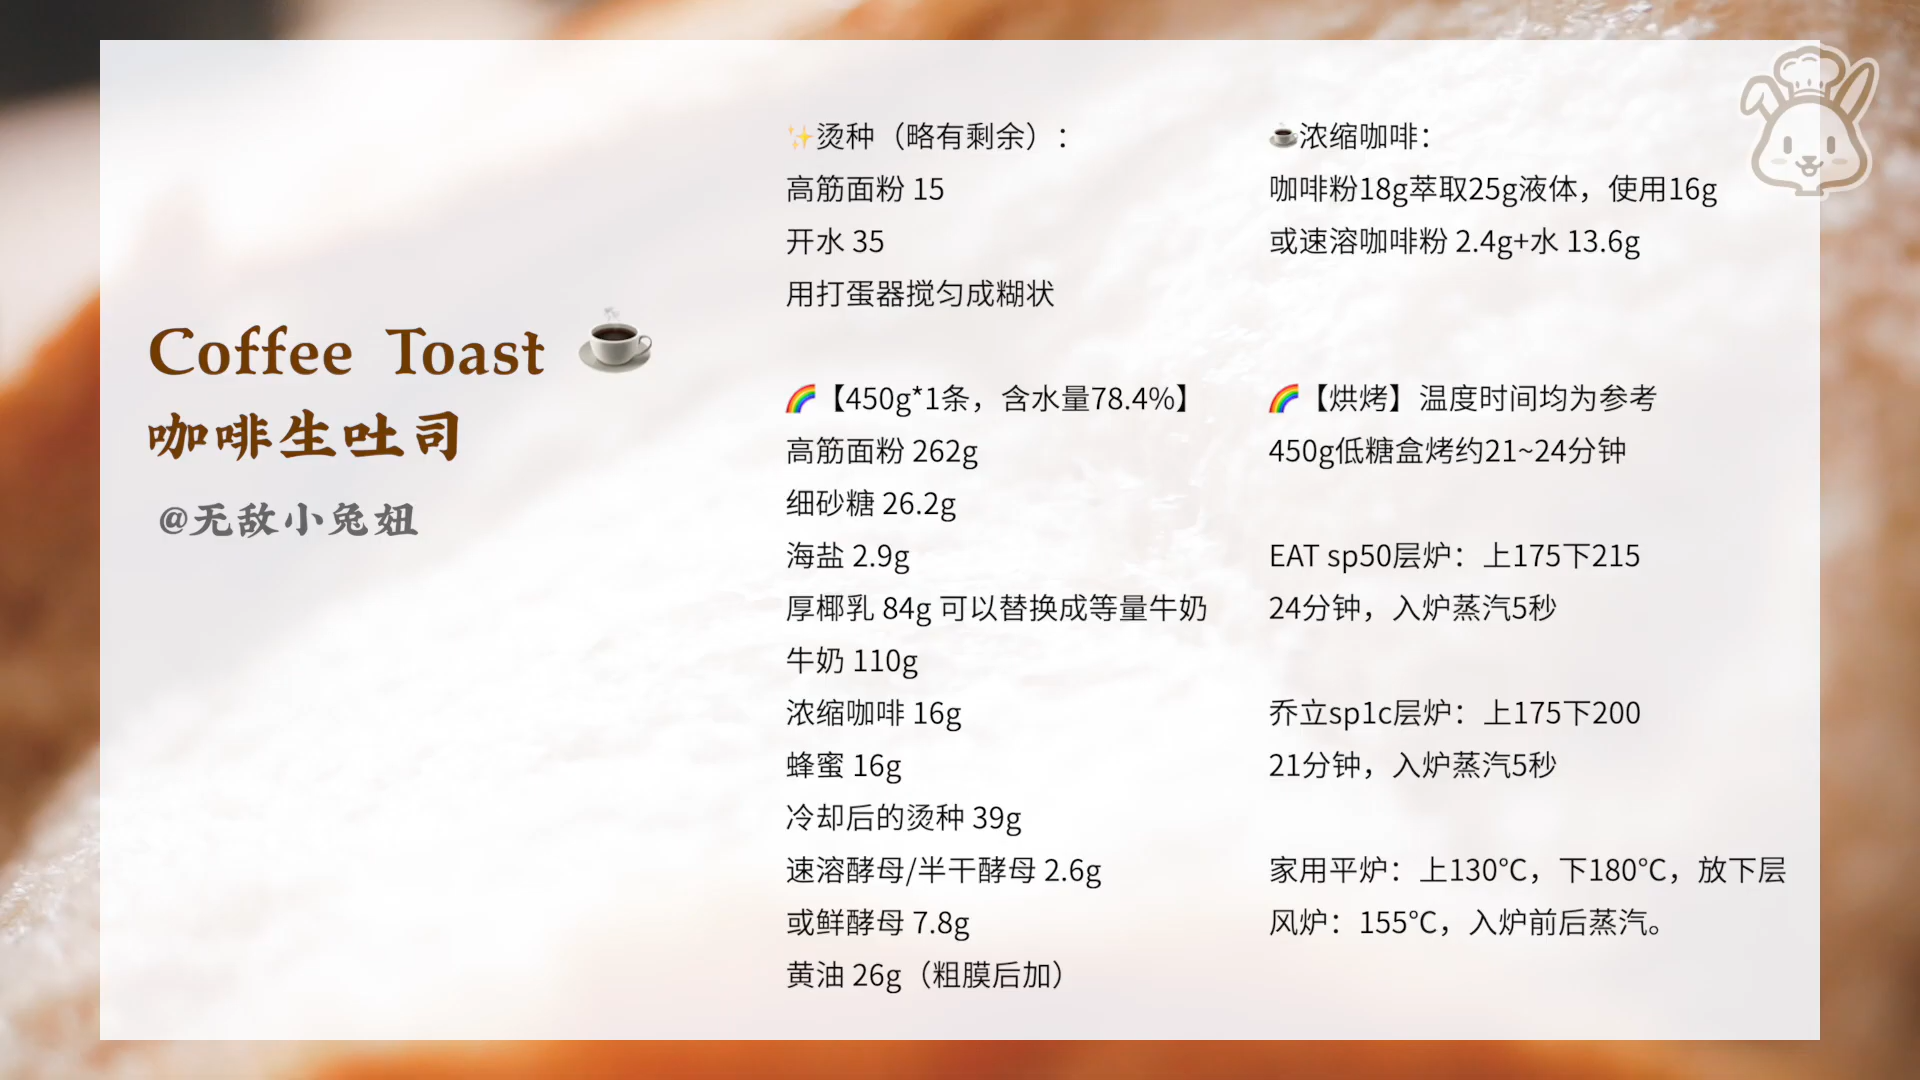 Coffee Toast
咖啡生吐司
@无敌小兔妞
✨烫种（略有剩余）：
高筋面粉 15
开水 35
用打蛋器搅匀成糊状
🌈【450g*1条，含水量78.4%】
高筋面粉 262g
细砂糖 26.2g
海盐 2.9g
厚椰乳 84g 可以替换成等量牛奶
牛奶 110g
浓缩咖啡 16g
蜂蜜 16g
冷却后的烫种 39g
速溶酵母/半干酵母 2.6g
或鲜酵母 7.8g
黄油 26g（粗膜后加）
☕浓缩咖啡：
咖啡粉18g萃取25g液体，使用16g
或速溶咖啡粉 2.4g+水 13.6g
🌈【烘烤】温度时间均为参考
450g低糖盒烤约21~24分钟
EAT sp50层炉：上175下215
24分钟，入炉蒸汽5秒
乔立sp1c层炉：上175下200
21分钟，入炉蒸汽5秒
家用平炉：上130℃，下180℃，放下层
风炉：155℃，入炉前后蒸汽。